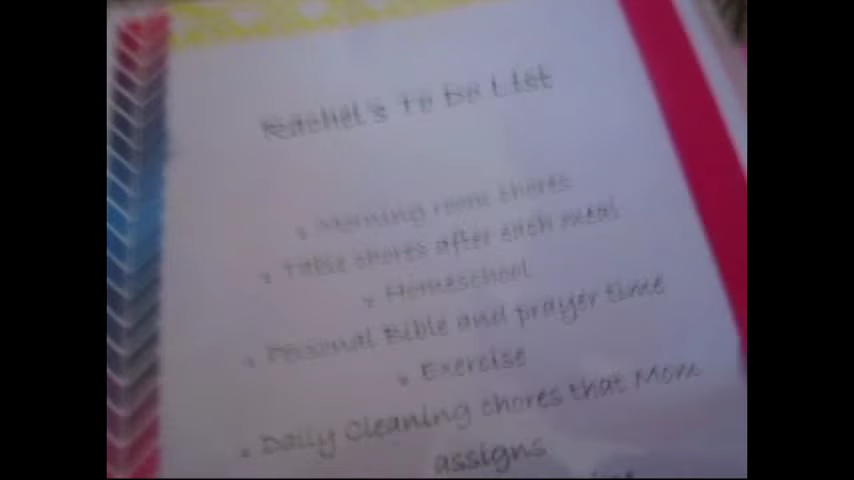 Rachel's To Do List
Morning room chores
Table chores after each meal
Homeschool
Personal Bible and prayer time
Exercise
Daily Cleaning chores that Mom
assigns